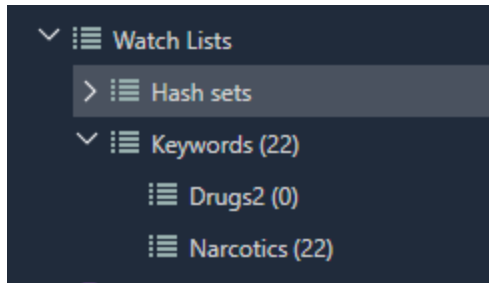 Watch Lists
Hash sets
Keywords (22)
Drugs2 (0)
Narcotics (22)